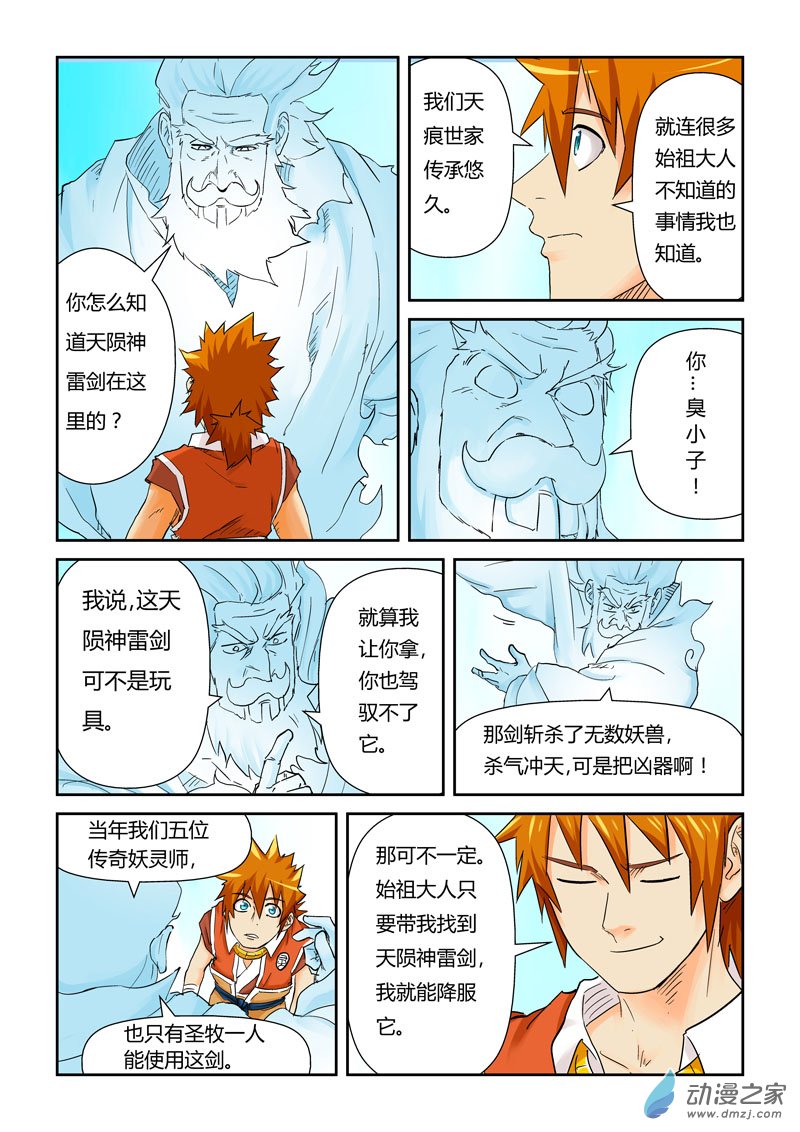 你怎么知
道天陨神
雷剑在这
里的？
我们天
痕世家
传承悠
久。
就连很多
始祖大人
不知道的
事情我也
知道。
你…臭小子！
我说，这天
陨神雷剑
可不是玩
具。
就算我
让你拿，
你也驾
驭不了
它。
那剑斩杀了无数妖兽，
杀气冲天，可是把凶器啊！
当年我们五位
传奇妖灵师，
也只有圣牧一人
能使用这剑。
那可不一定。
始祖大人只
要带我找到
天陨神雷剑，
我就能降服
它。
动漫之家
www.dmzj.com